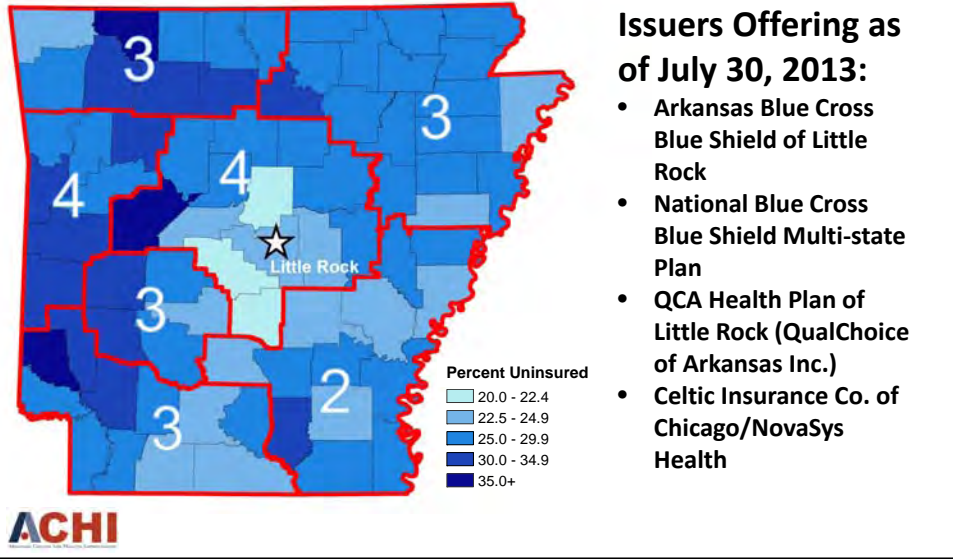 3
3
4
4
Little Rock
3
2
3
Percent Uninsured
20.0 - 22.4
22.5 - 24.9
25.0 - 29.9
30.0 - 34.9
35.0+
Issuers Offering as
of July 30, 2013:
• Arkansas Blue Cross
Blue Shield of Little
Rock
• National Blue Cross
Blue Shield Multi-state
Plan
• QCA Health Plan of
Little Rock (QualChoice
of Arkansas Inc.)
• Celtic Insurance Co. of
Chicago/NovaSys
Health
ACHI